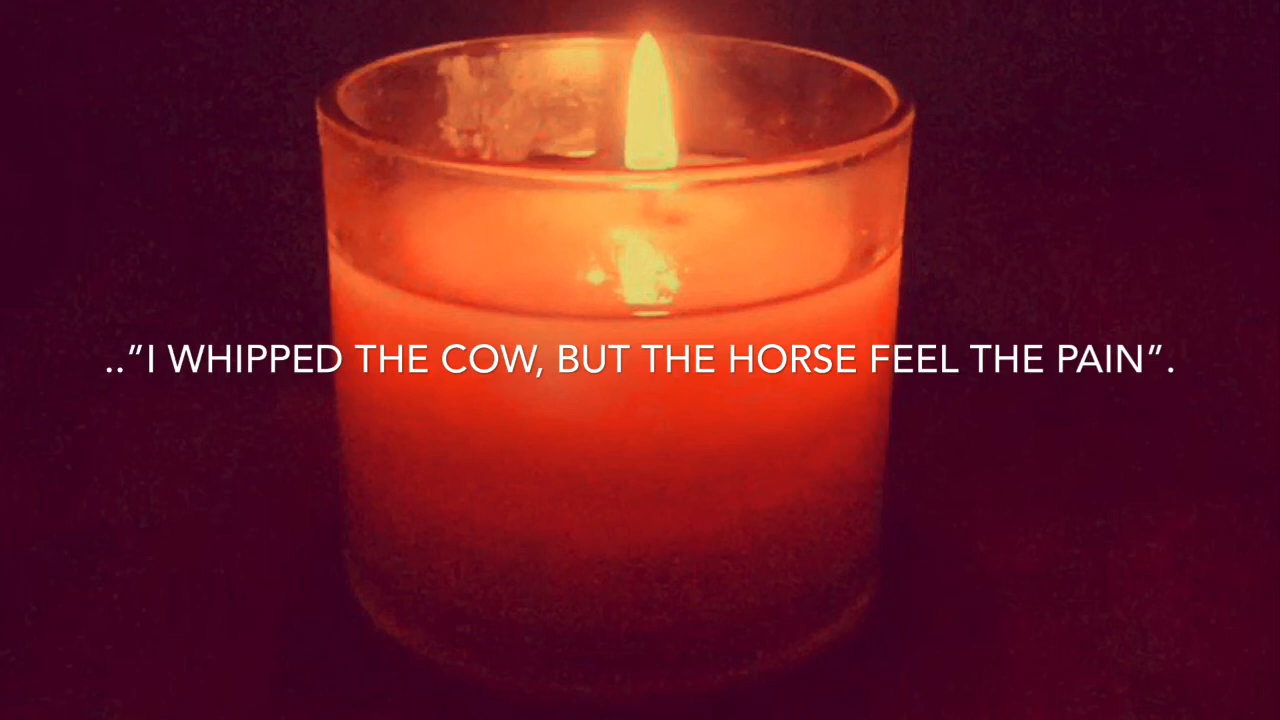 ..”I WHIPPED THE COW, BUT THE HORSE FEEL THE PAIN”.